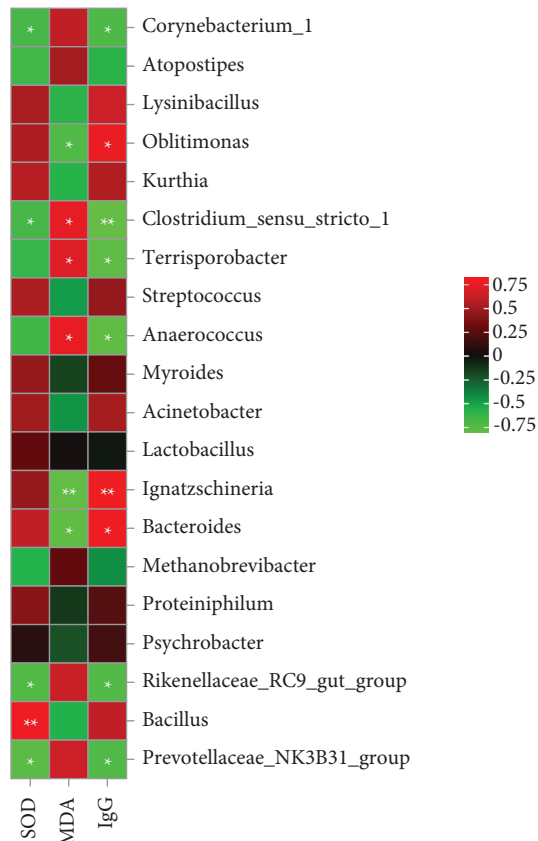 * * Corynebacterium_1
Atopostipes
Lysinibacillus
* * Oblitimonas
Kurthia
* * ** Clostridium_sensu_stricto_1
* * Terrisporobacter
Streptococcus
* * Anaerococcus
Myroides
Acinetobacter
Lactobacillus
** ** Ignatzschineria
* * Bacteroides
Methanobrevibacter
Proteiniphilum
Psychrobacter
* * Rikenellaceae_RC9_gut_group
** Bacillus
* * Prevotellaceae_NK3B31_group
SOD
MDA
IgG
0.75
0.5
0.25
0
-0.25
-0.5
-0.75